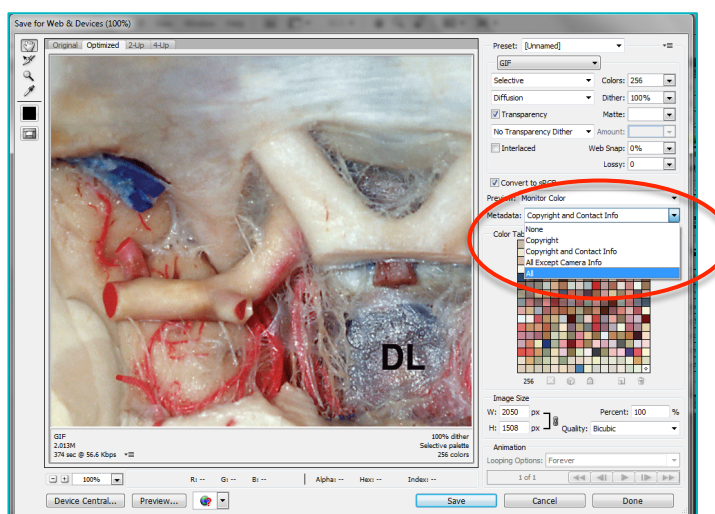 Save for Web & Devices (100%)
Original Optimized 2-Up 4-Up
DL
GIF
2.013M
374 sec @ 56.6 Kbps
100% dither
Selective palette
256 colors
Preset: [Unnamed]
GIF
Selective Colors: 256
Diffusion Dither: 100%
Transparency Matte:
No Transparency Dither Amount:
Interlaced Web Snap: 0%
Lossy: 0
Convert to sRGB
Preview: Monitor Color
Metadata: Copyright and Contact Info
None
Copyright
Copyright and Contact Info
All Except Camera Info
All
Color Tab
256
Image Size
W: 2050 px Percent: 100 %
H: 1508 px Quality: Bicubic
Animation
Looping Options: Forever
1 of 1
100% R: -- G: -- B: -- Alpha: -- Hex: -- Index: --
Device Central... Preview... Save Cancel Done